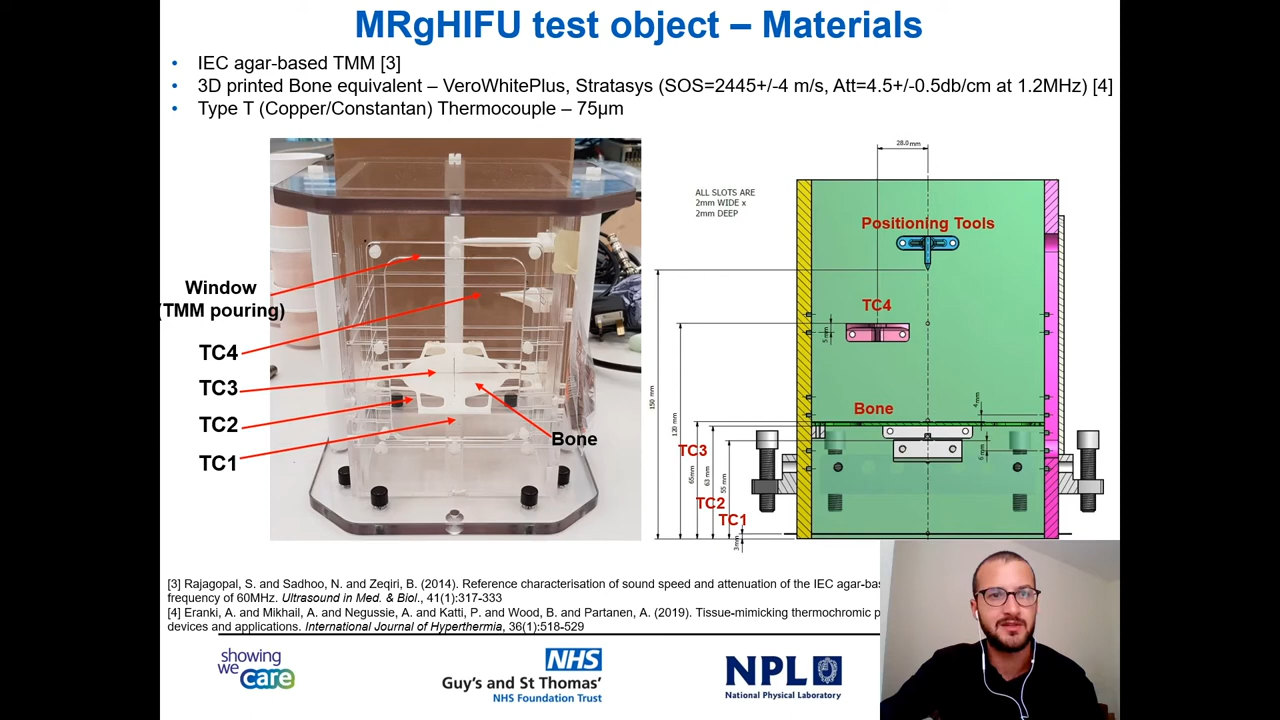 MRgHIFU test object – Materials
• IEC agar-based TMM [3]
• 3D printed Bone equivalent – VeroWhitePlus, Stratasys (SOS=2445+/-4 m/s, Att=4.5+/-0.5db/cm at 1.2MHz) [4]
• Type T (Copper/Constantan) Thermocouple – 75µm
Window
(TMM pouring)
TC4
TC3
TC2
TC1
Bone
28.0mm
ALL SLOTS ARE
2mm WIDE x
2mm DEEP
Positioning Tools
TC4
5mm
Bone
4mm
6mm
150 mm
120 mm
TC3
65mm
TC2
63 mm
TC1
55 mm
3mm
[3] Rajagopal, S. and Sadhoo, N. and Zeqiri, B. (2014). Reference characterisation of sound speed and attenuation of the IEC agar-bas
frequency of 60MHz. Ultrasound in Med. & Biol., 41(1):317-333
[4] Eranki, A. and Mikhail, A. and Negussie, A. and Katti, P. and Wood, B. and Partanen, A. (2019). Tissue-mimicking thermochromic p
devices and applications. International Journal of Hyperthermia, 36(1):518-529
showing
we
care
NHS
Guy's and St Thomas'
NHS Foundation Trust
NPL
National Physical Laboratory